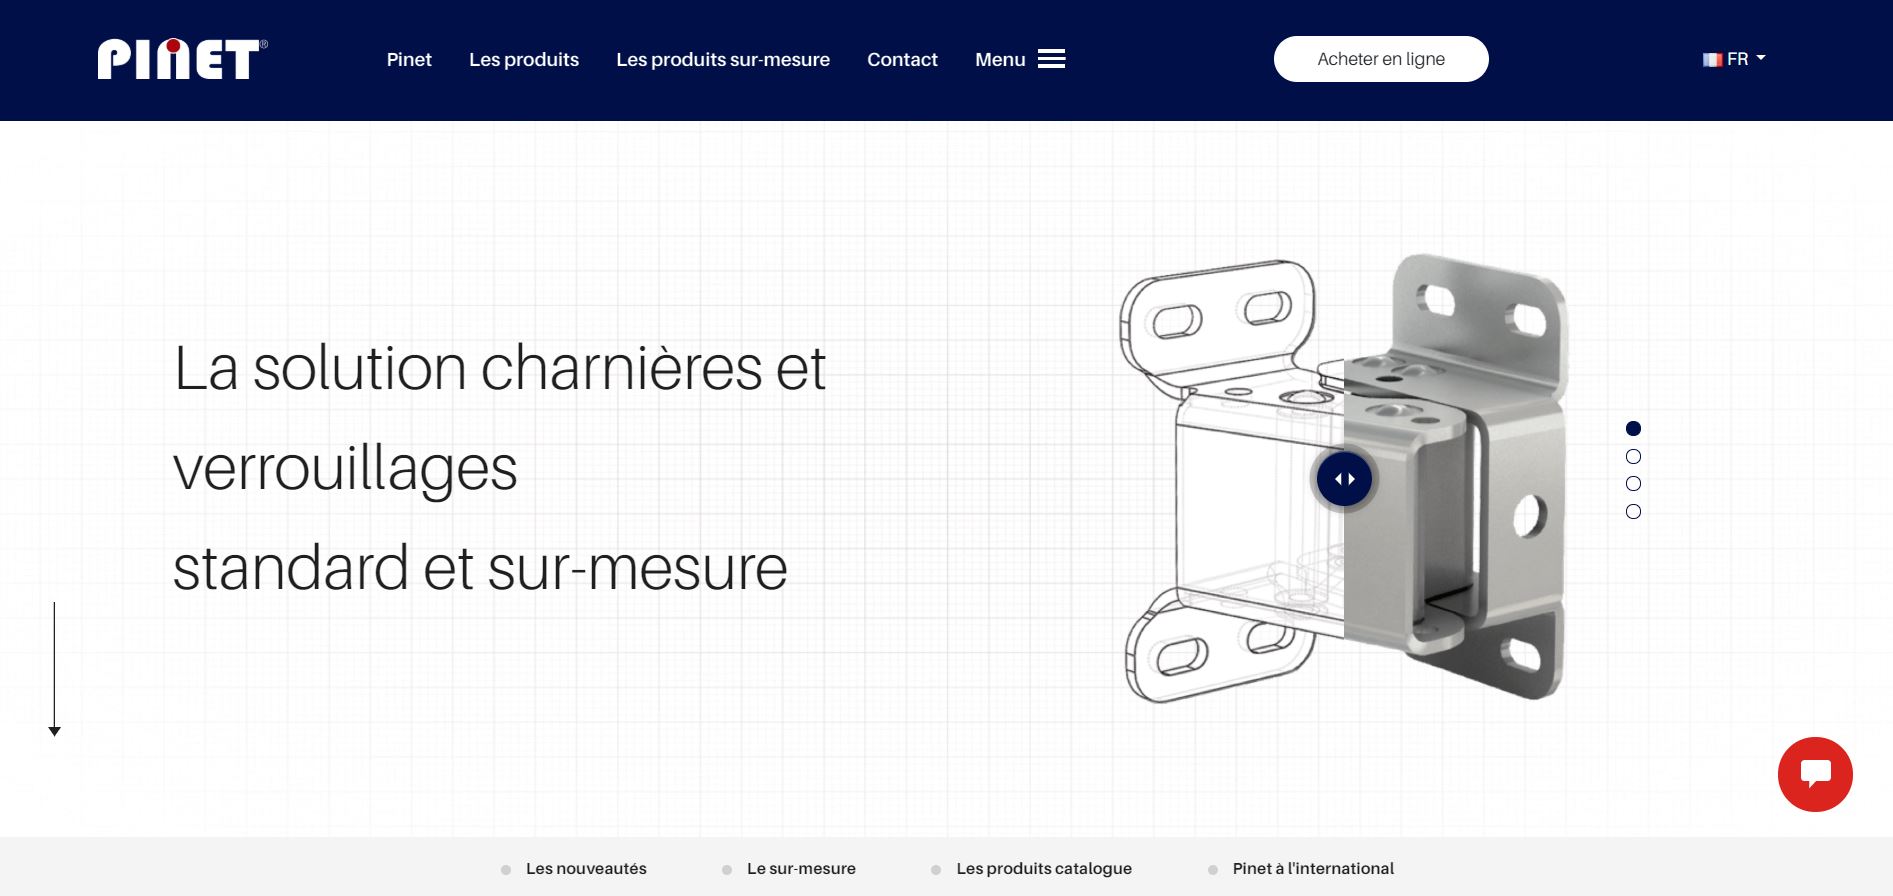 PINET®
Pinet
Les produits
Les produits sur-mesure
Contact
Menu
Acheter en ligne
FR
La solution charnières et
verrouillages
standard et sur-mesure
Les nouveautés
Le sur-mesure
Les produits catalogue
Pinet à l'international